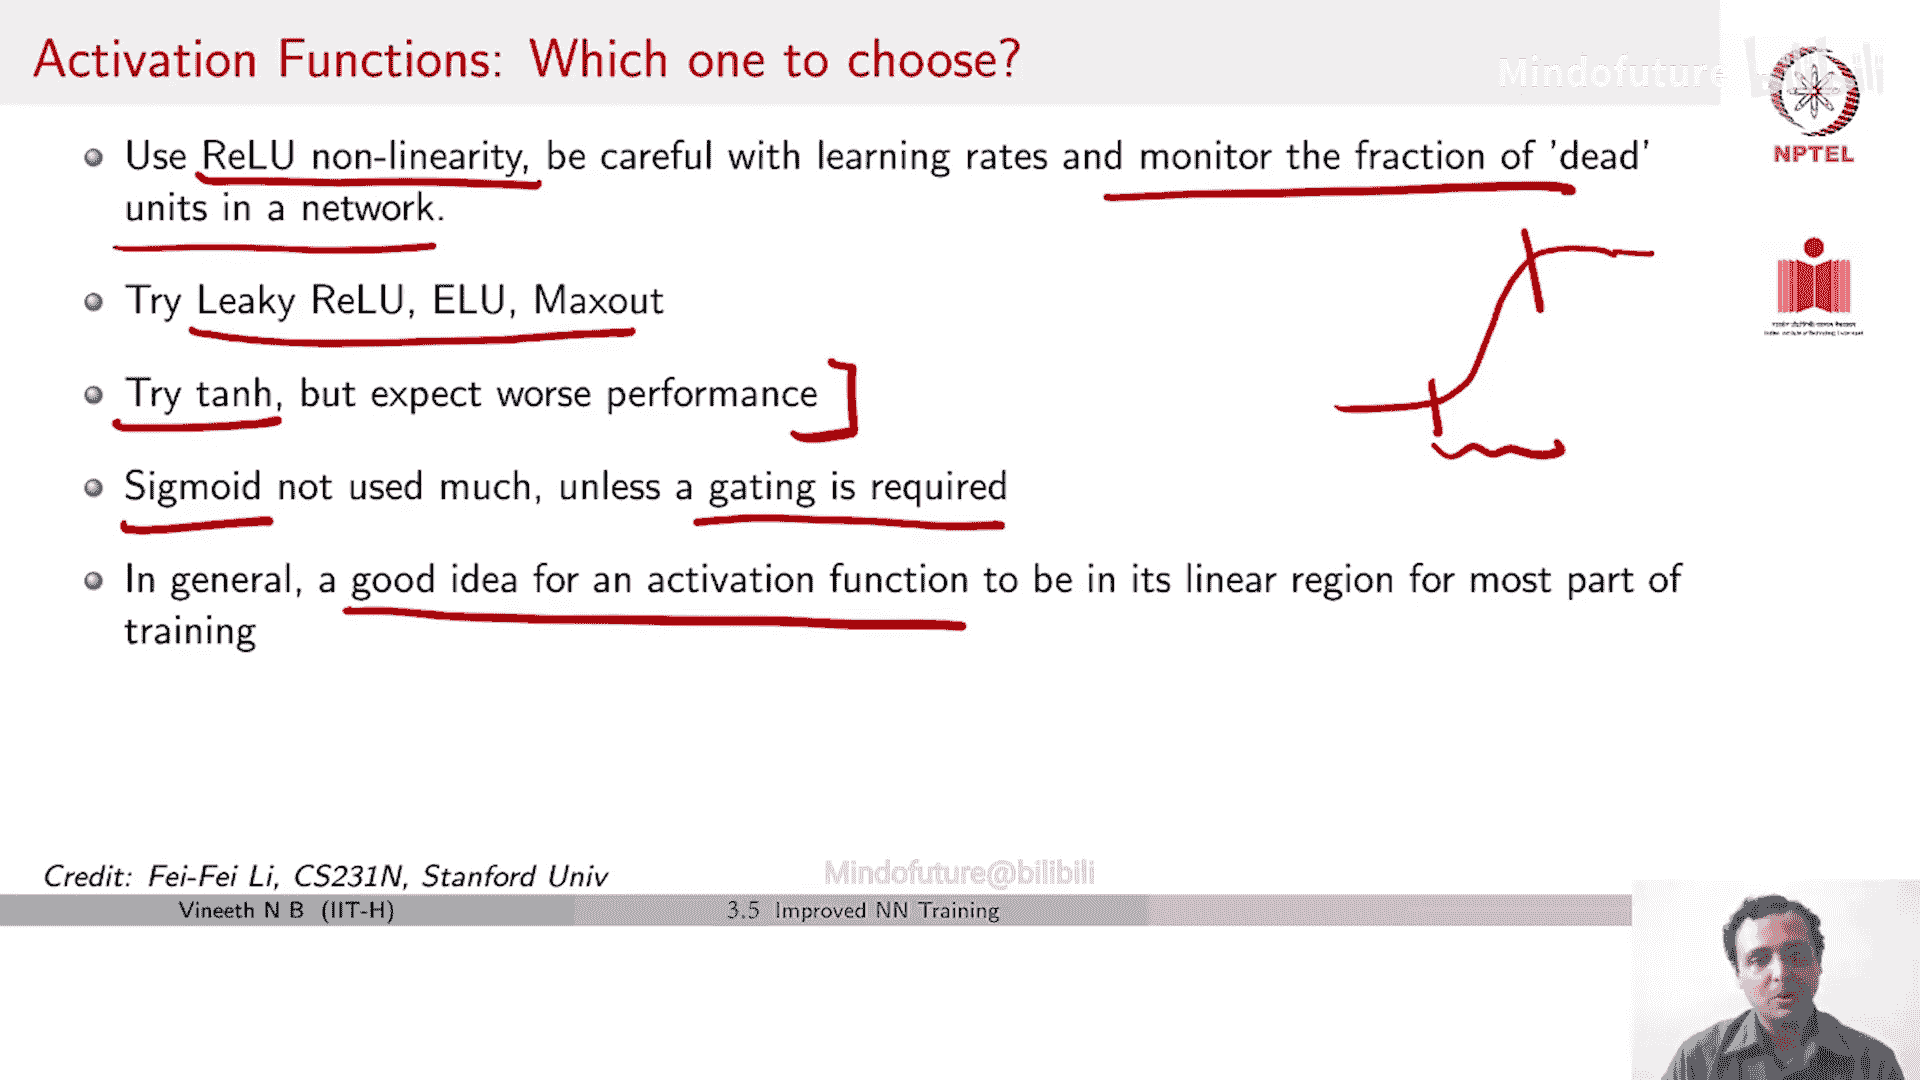 Activation Functions: Which one to choose?
Mindofuture
NPTEL
Use ReLU non-linearity, be careful with learning rates and monitor the fraction of 'dead'
units in a network.
Try Leaky ReLU, ELU, Maxout
Try tanh, but expect worse performance
Sigmoid not used much, unless a gating is required
In general, a good idea for an activation function to be in its linear region for most part of
training
Credit: Fei-Fei Li, CS231N, Stanford Univ
Mindofuture@bilibili
Vineeth N B (IIT-H)
3.5 Improved NN Training